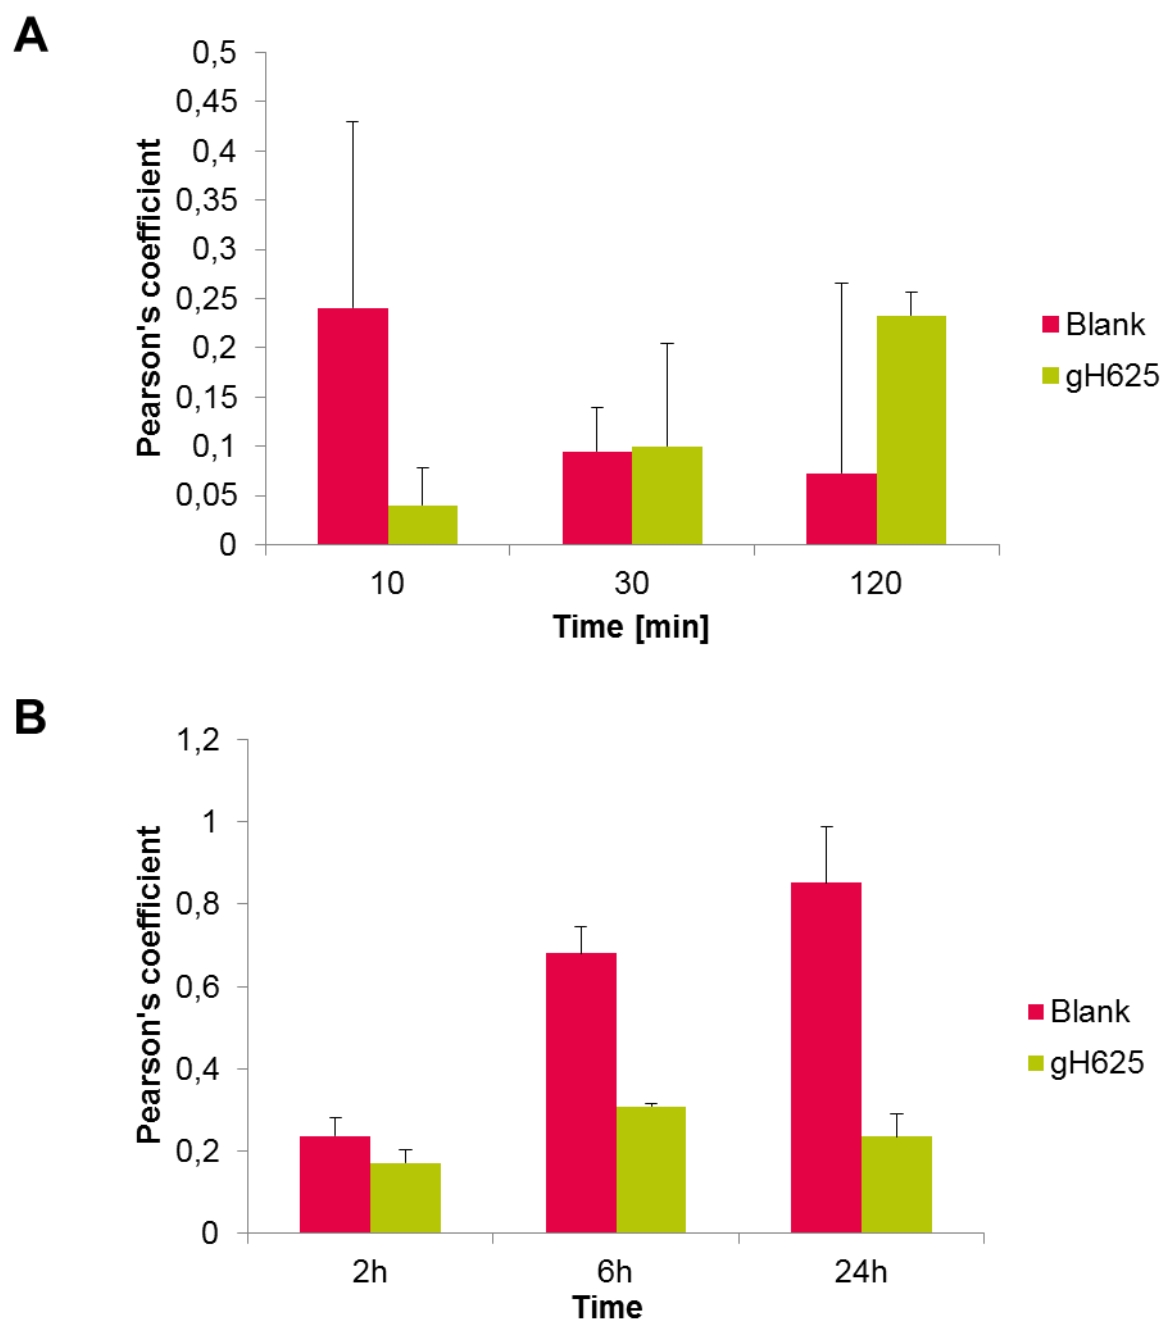 A
Pearson's coefficient
0,5
0,45
0,4
0,35
0,3
0,25
0,2
0,15
0,1
0,05
0
10 30 120
Time [min]
Blank
gH625
B
Pearson's coefficient
1,2
1
0,8
0,6
0,4
0,2
0
2h 6h 24h
Time
Blank
gH625